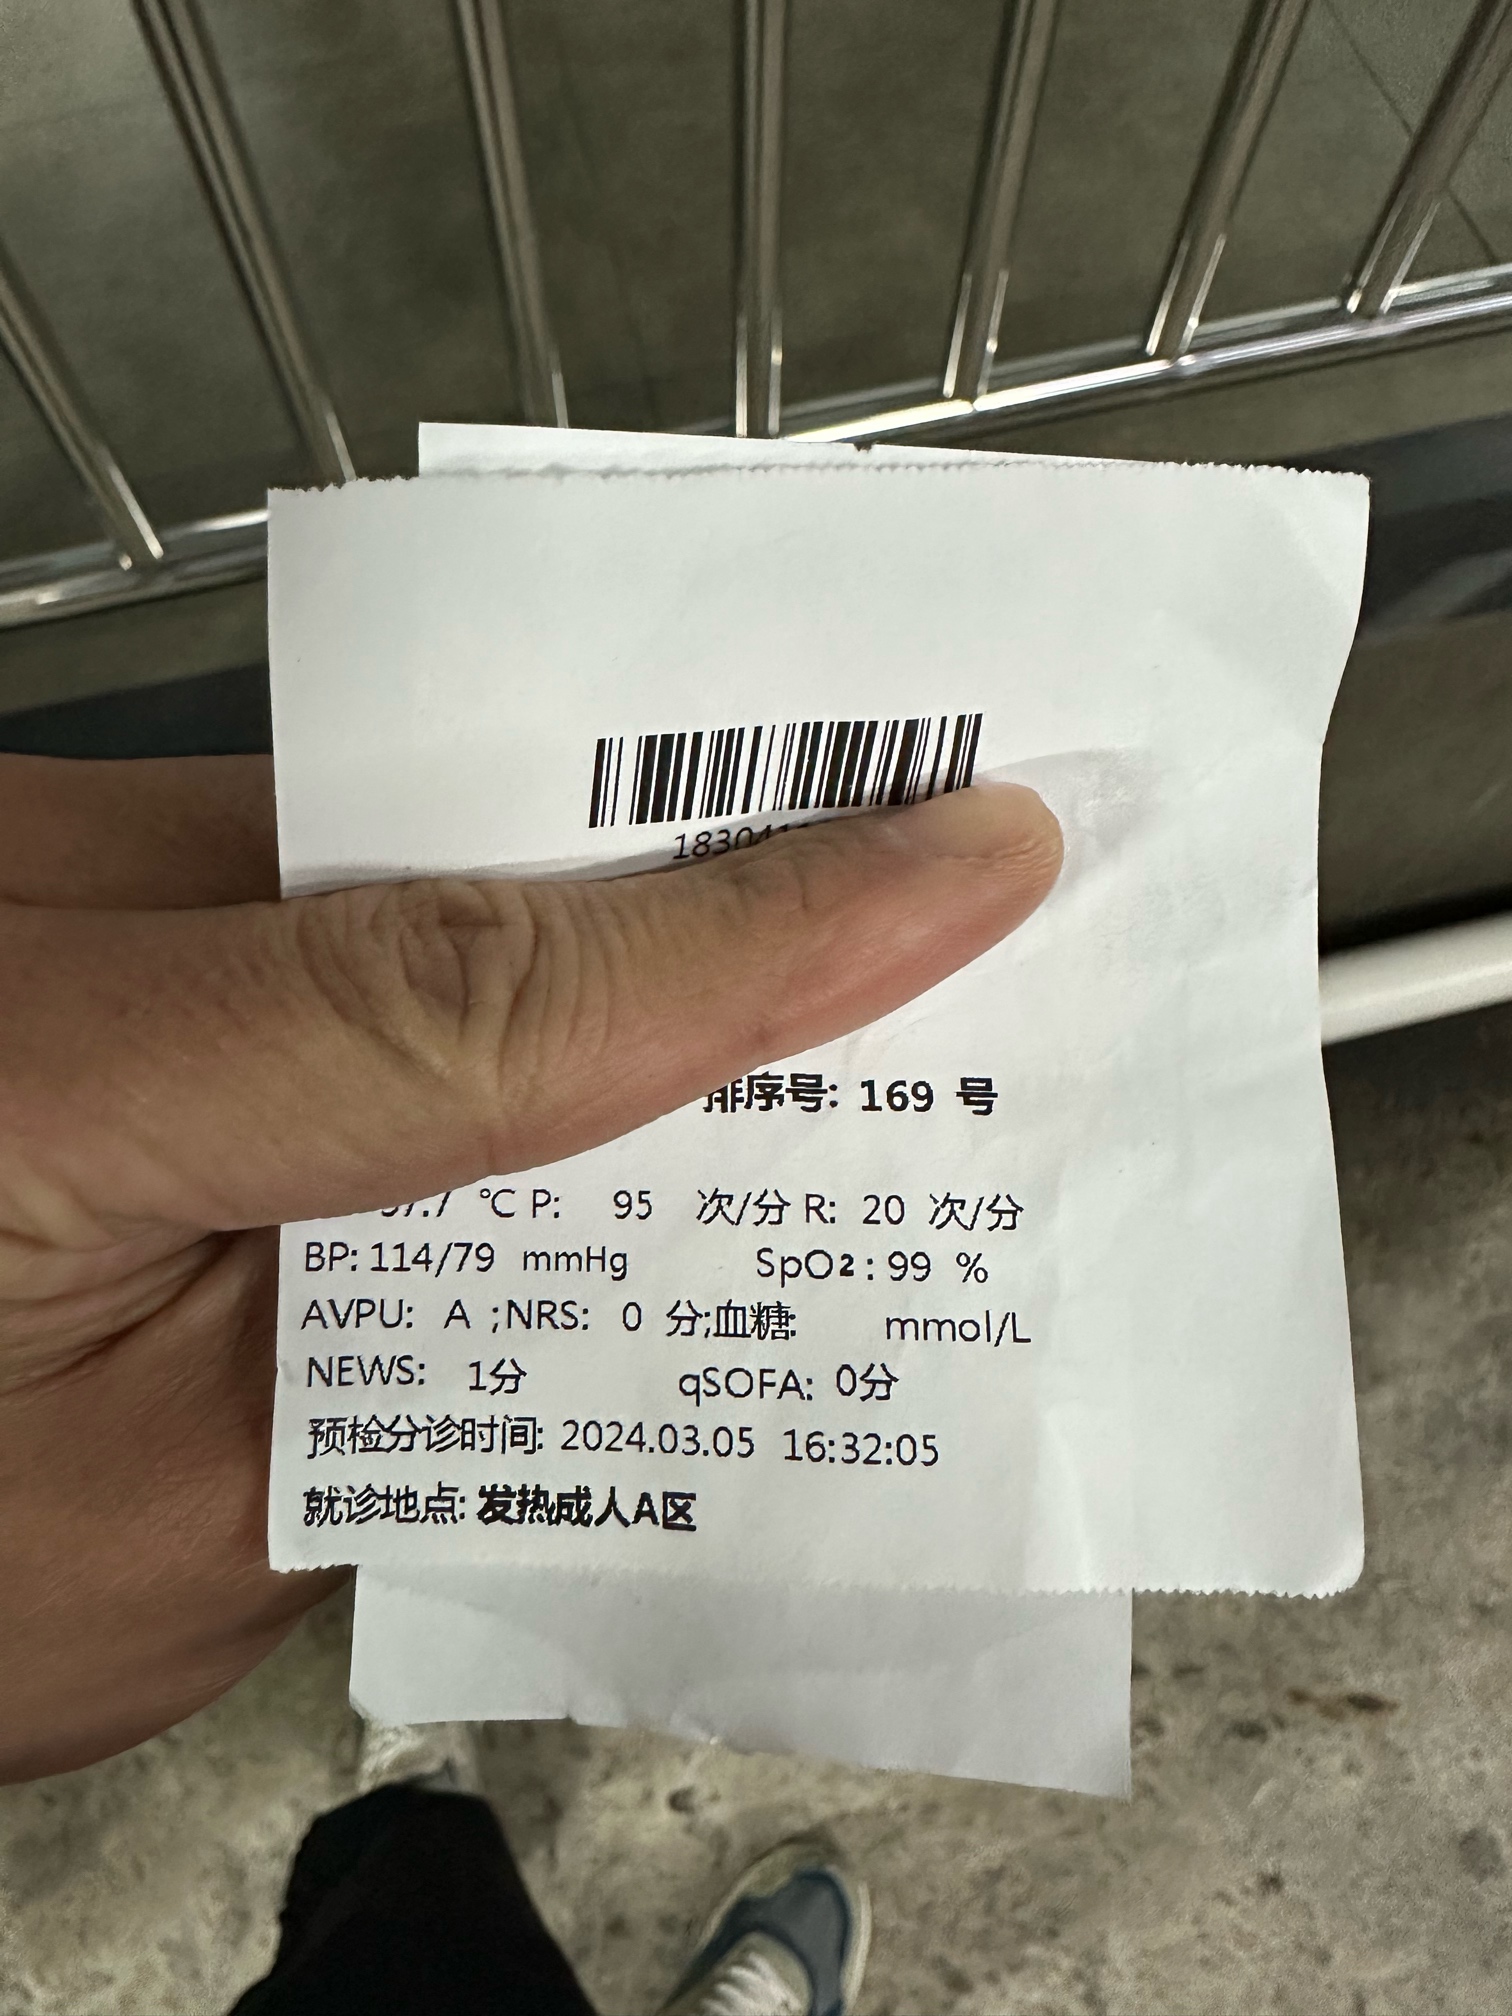 排序号: 169 号
℃ P: 95 次/分 R: 20 次/分
BP: 114/79 mmHg SpO2: 99 %
AVPU: A ;NRS: 0 分;血糖: mmol/L
NEWS: 1分 qSOFA: 0分
预检分诊时间: 2024.03.05 16:32:05
就诊地点: 发热成人A区